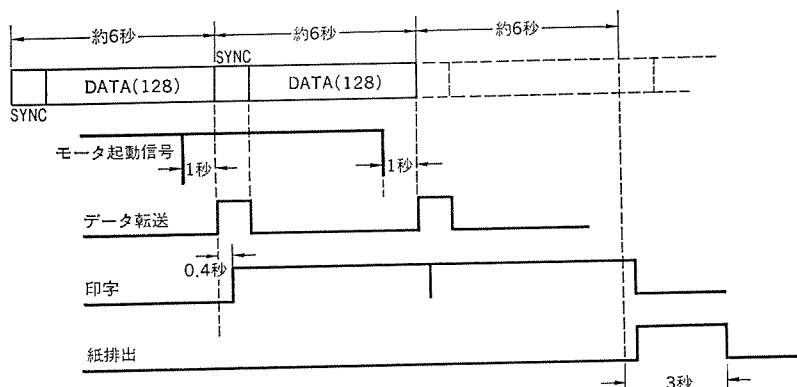 約6秒 約6秒 約6秒
SYNC
DATA(128) DATA(128)
SYNC
モータ起動信号
1秒 1秒
データ転送
0.4秒
印字
紙排出
3秒